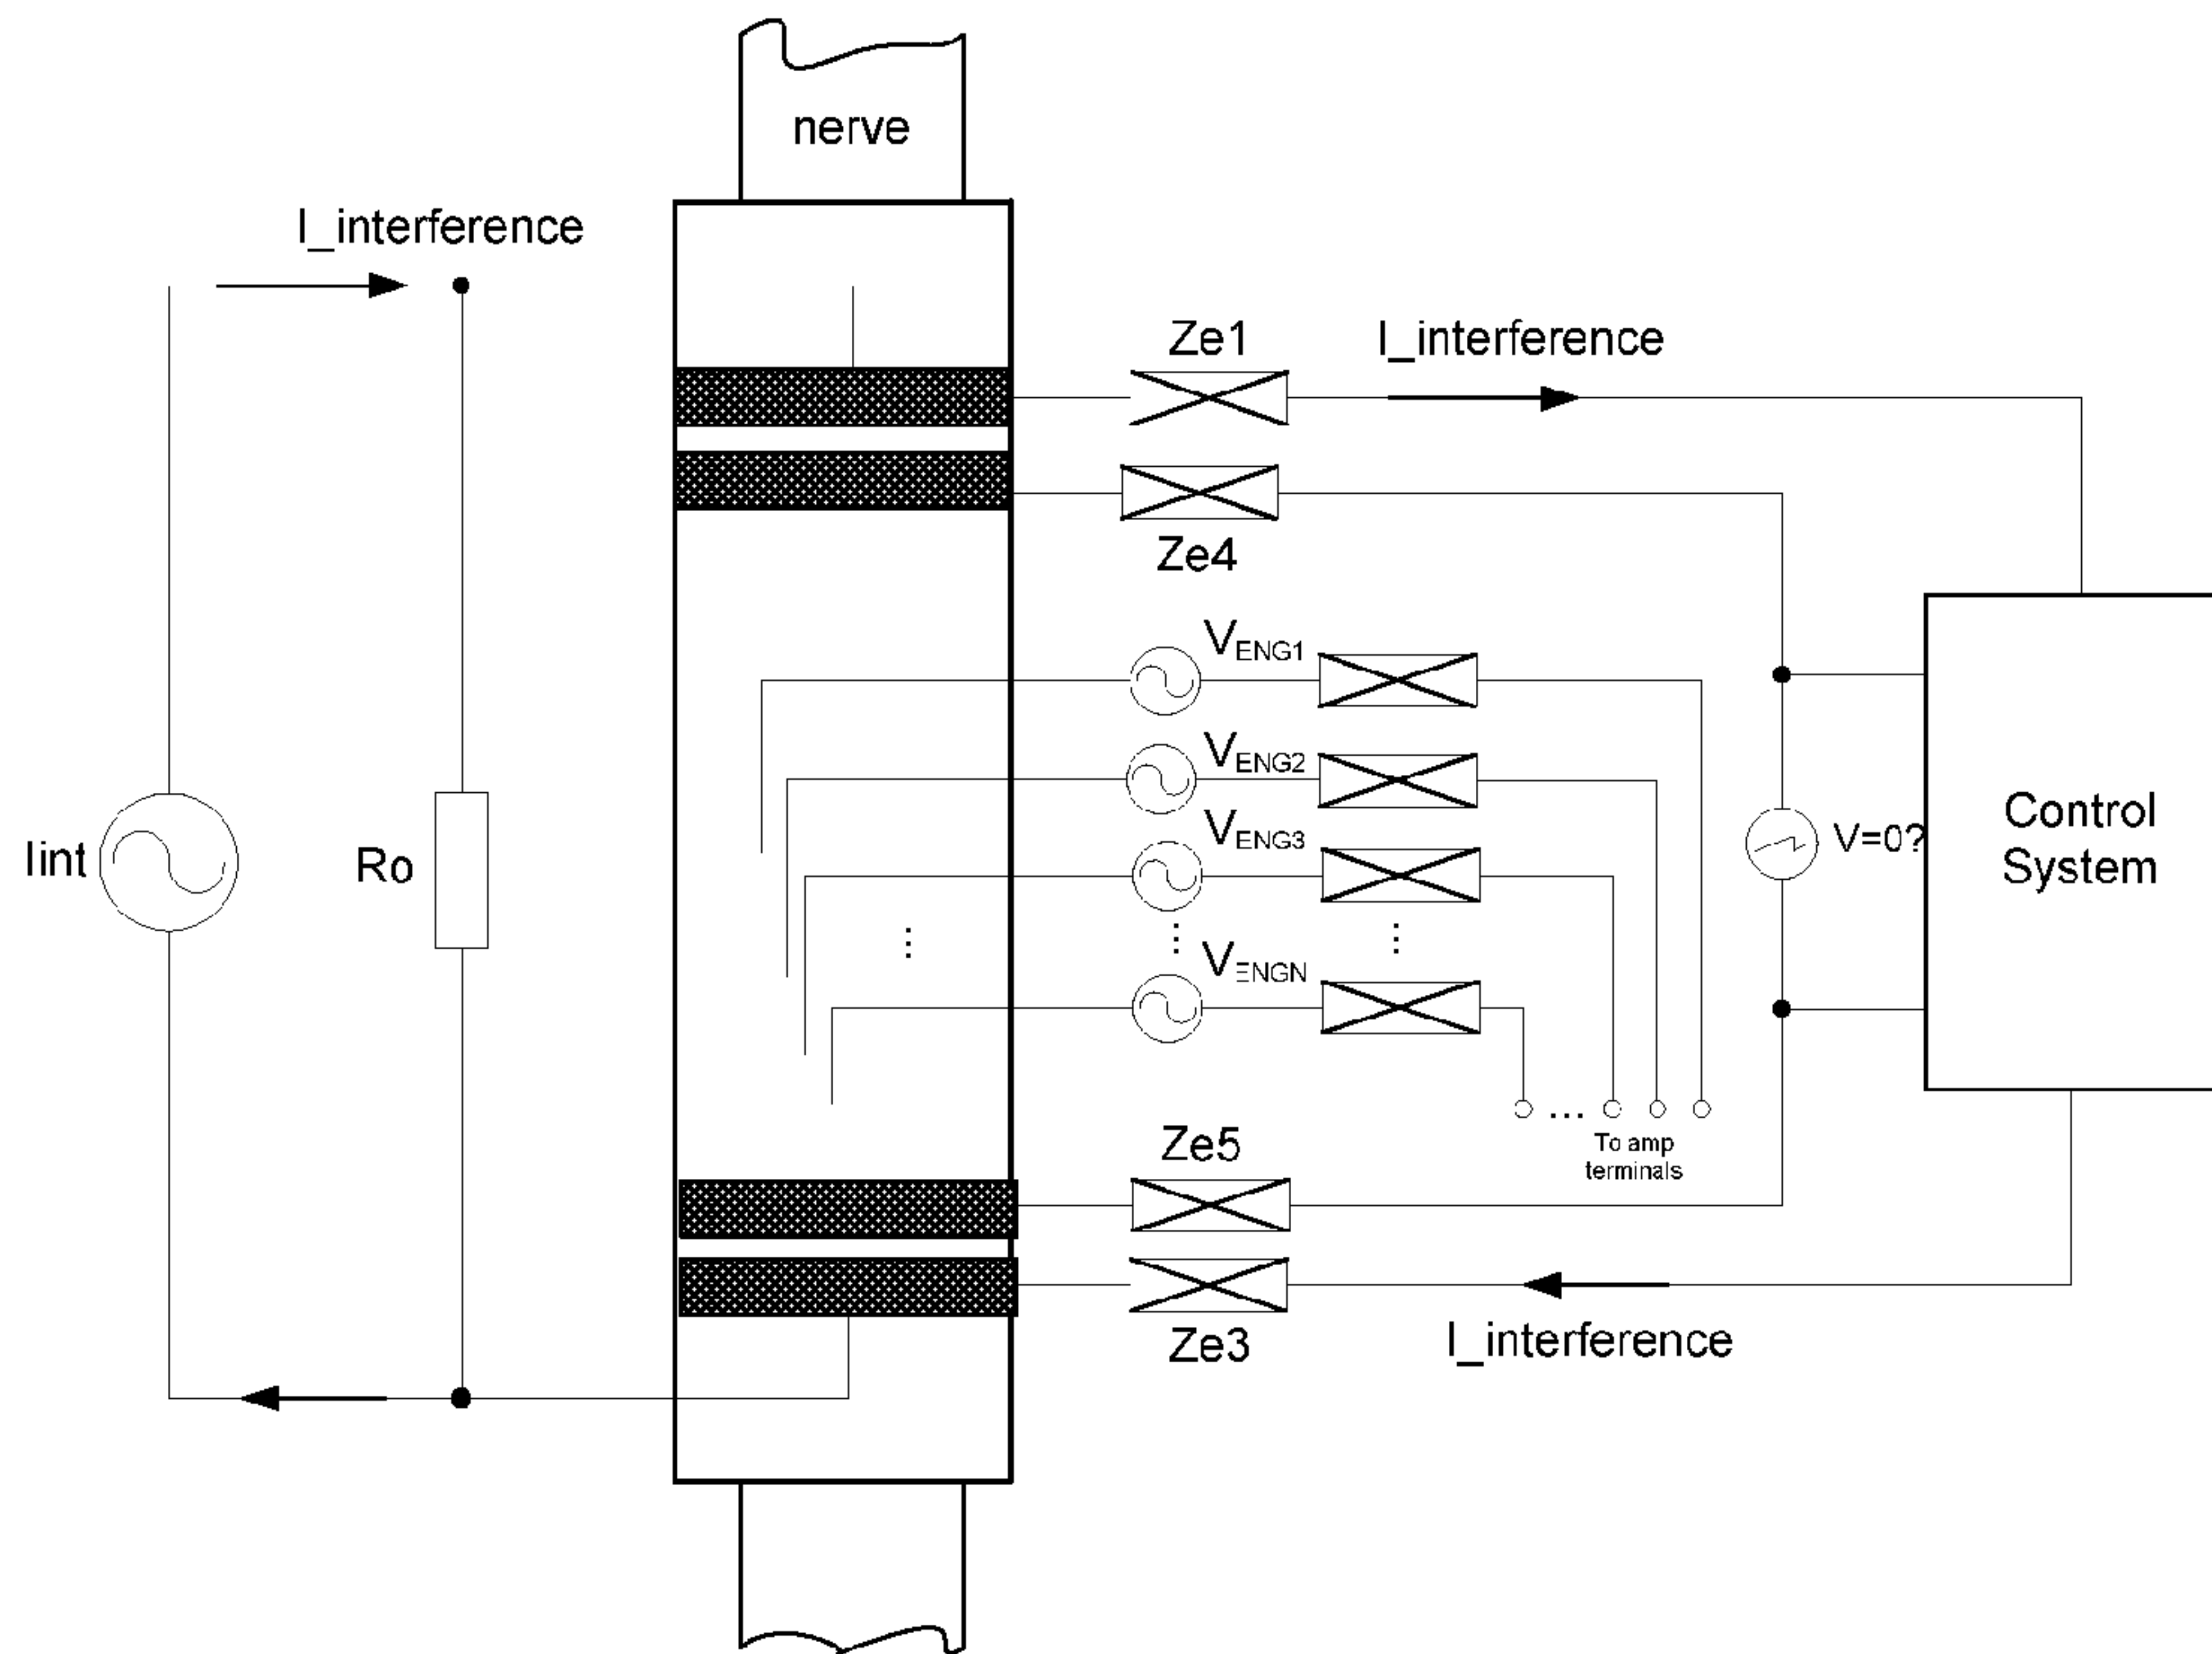 nerve
I_interference
Ze1
I_interference
Ze4
VENG1
VENG2
VENG3
Iint
Ro
V=0?
Control
System
⋮
⋮
⋮
VENGN
...
To amp
terminals
Ze5
Ze3
I_interference